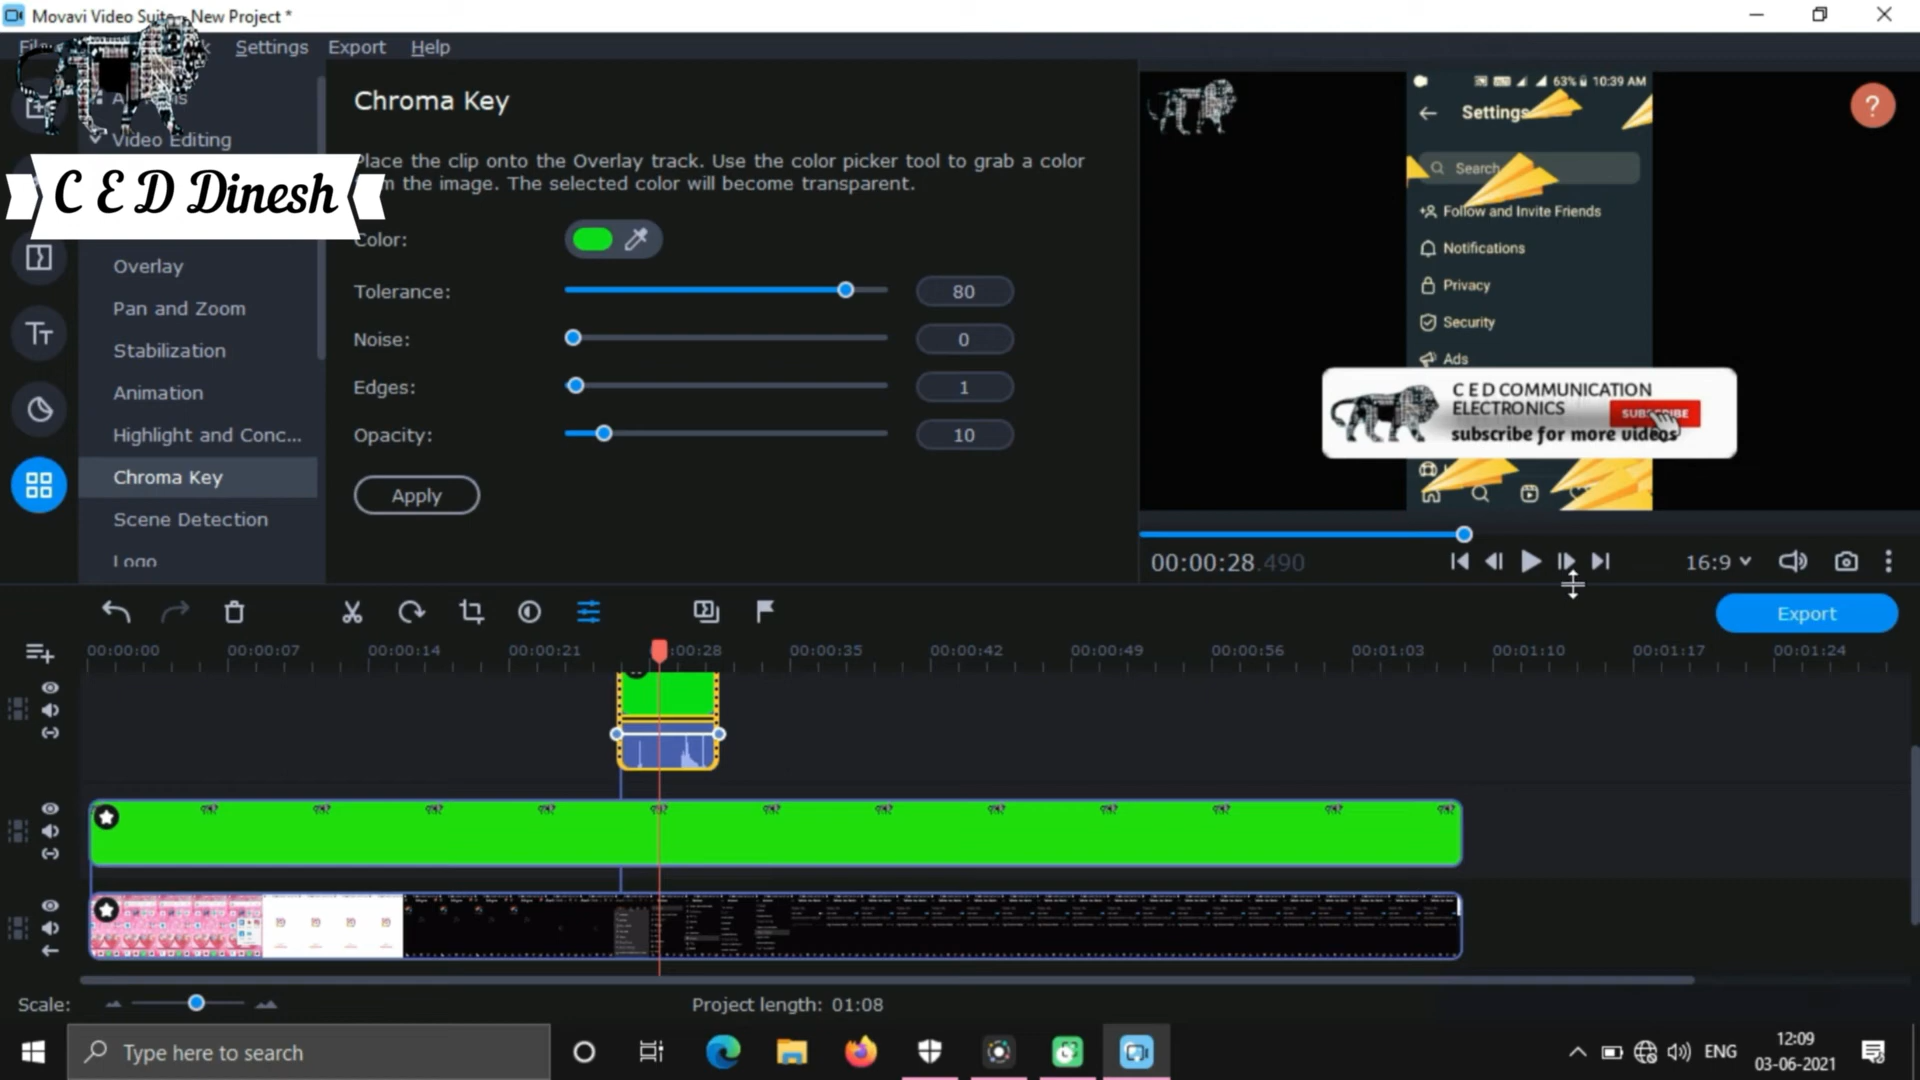 Movavi Video Suite - New Project *
Settings Export Help
Video Editing
C E D Dinesh
Overlay
Pan and Zoom
Stabilization
Animation
Highlight and Conc...
Chroma Key
Scene Detection
Logo
Chroma Key
Place the clip onto the Overlay track. Use the color picker tool to grab a color
the image. The selected color will become transparent.
Color:
Tolerance: 80
Noise: 0
Edges: 1
Opacity: 10
Apply
63% 10:39 AM
Settings
Search
Follow and Invite Friends
Notifications
Privacy
Security
Ads
C E D COMMUNICATION
ELECTRONICS
SUBSCRIBE
subscribe for more videos
?
00:00:28.490
16:9
Export
00:00:00 00:00:07 00:00:14 00:00:21 :00:28 00:00:35 00:00:42 00:00:49 00:00:56 00:01:03 00:01:10 00:01:17 00:01:24
Scale:
Project length: 01:08
Type here to search
ENG
12:09
03-06-2021